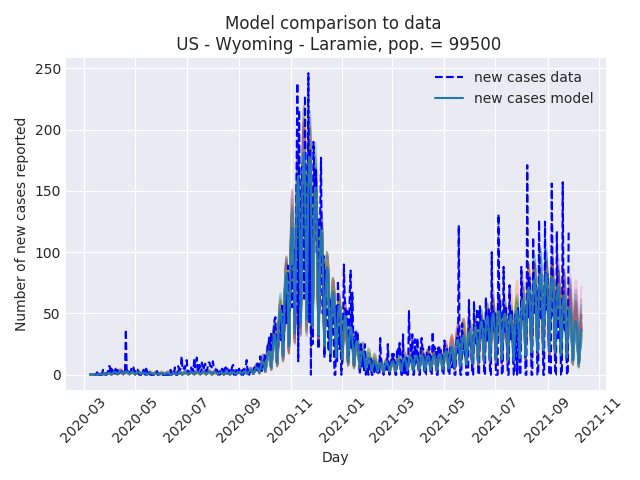 Model comparison to data
US - Wyoming - Laramie, pop. = 99500
new cases data
new cases model
Number of new cases reported
250
200
150
100
50
0
2020-03
2020-05
2020-07
2020-09
2020-11
2021-01
2021-03
2021-05
2021-07
2021-09
2021-11
Day